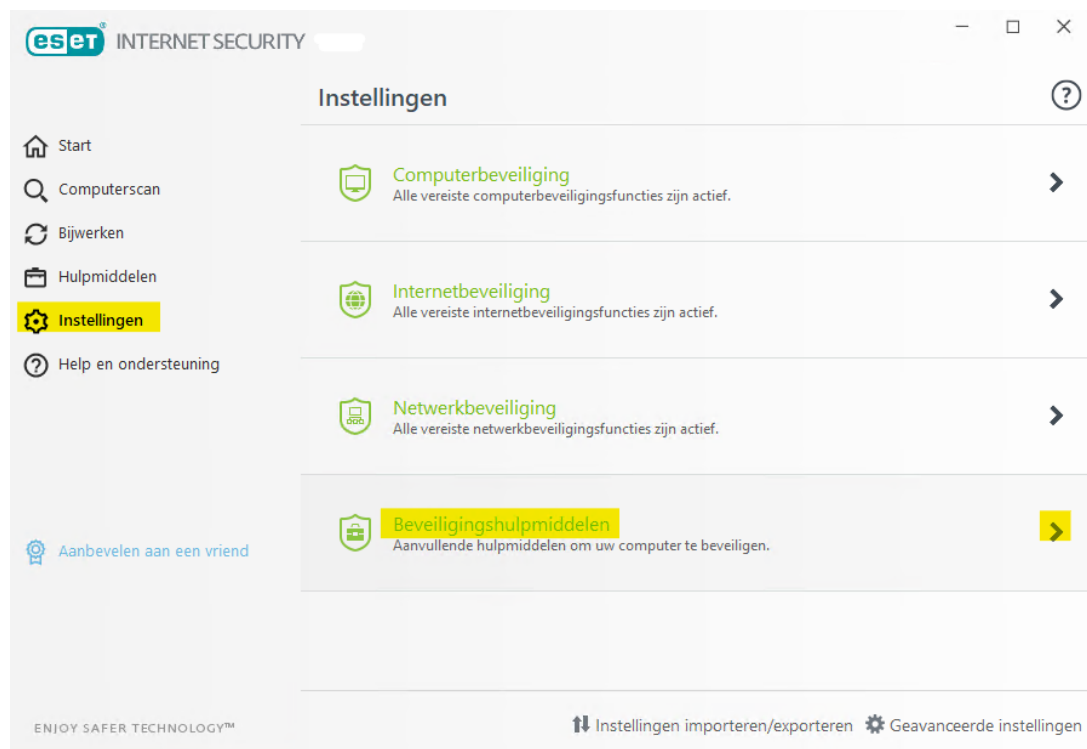 eset® INTERNET SECURITY
Instellingen
Start
Computerscan
Bijwerken
Hulpmiddelen
Instellingen
Help en ondersteuning
Aanbevelen aan een vriend
Computerbeveiliging
Alle vereiste computerbeveiligingsfuncties zijn actief.
Internetbeveiliging
Alle vereiste internetbeveiligingsfuncties zijn actief.
Netwerkbeveiliging
Alle vereiste netwerkbeveiligingsfuncties zijn actief.
Beveiligingshulpmiddelen
Aanvullende hulpmiddelen om uw computer te beveiligen.
ENJOY SAFER TECHNOLOGY™
Instellingen importeren/exporteren Geavanceerde instellingen